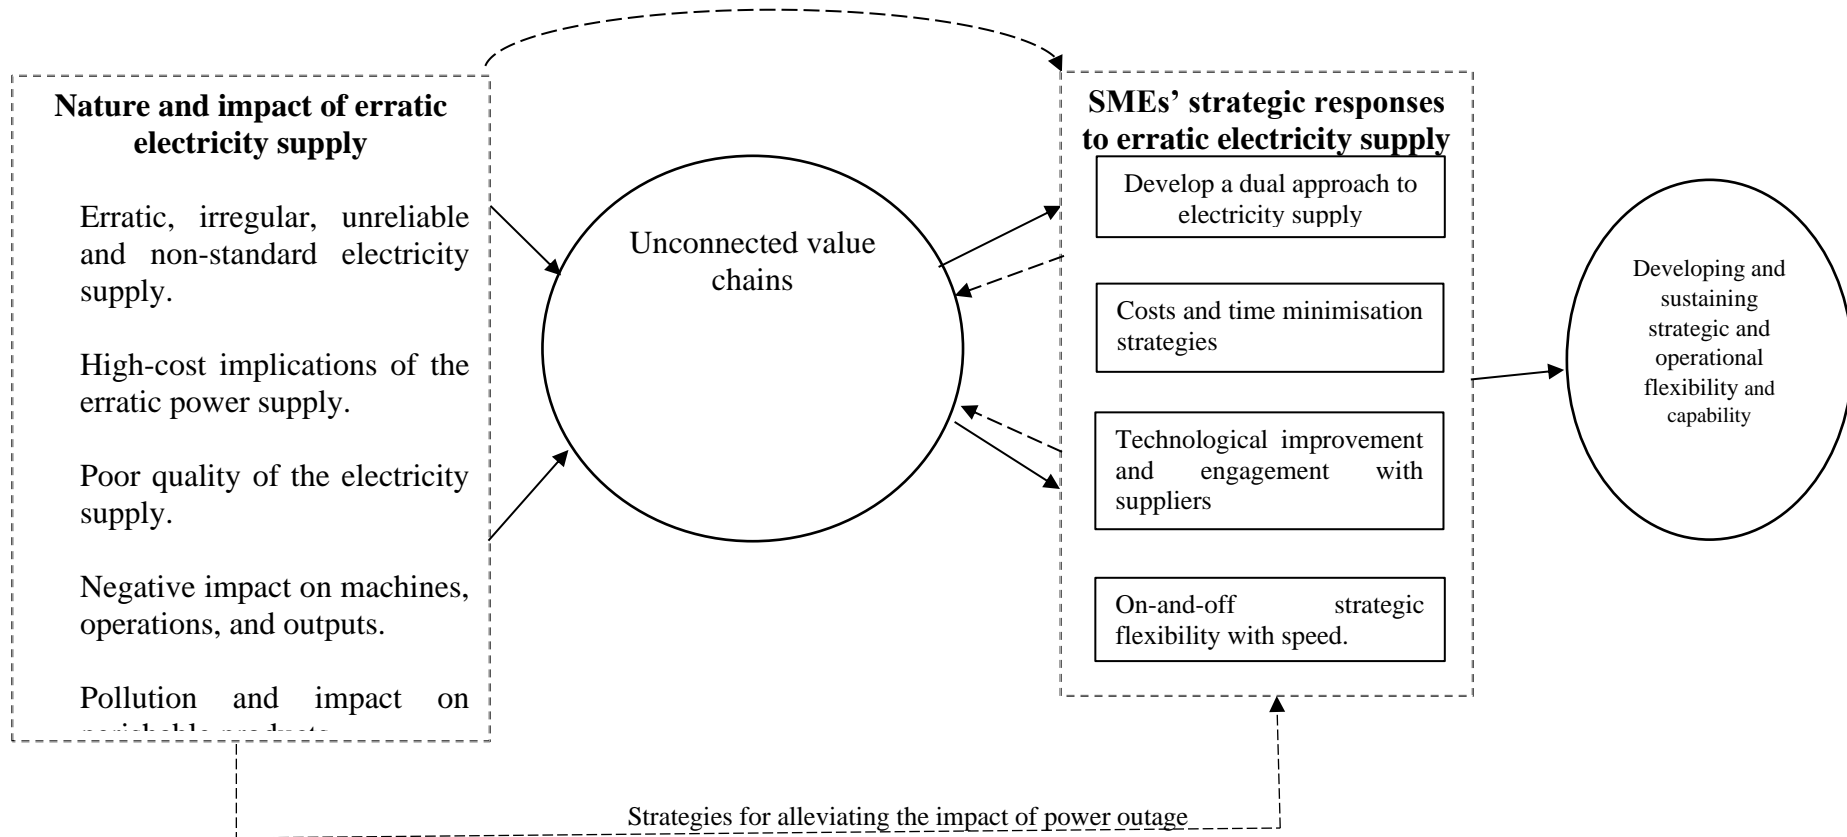 Nature and impact of erratic
electricity supply
Erratic, irregular, unreliable
and non-standard electricity
supply.
High-cost implications of the
erratic power supply.
Poor quality of the electricity
supply.
Negative impact on machines,
operations, and outputs.
Pollution and impact on
Unconnected value
chains
SMEs’ strategic responses
to erratic electricity supply
Develop a dual approach to
electricity supply
Costs and time minimisation
strategies
Technological improvement
and engagement with
suppliers
On-and-off strategic
flexibility with speed.
Developing and
sustaining
strategic and
operational
flexibility and
capability
Strategies for alleviating the impact of power outage